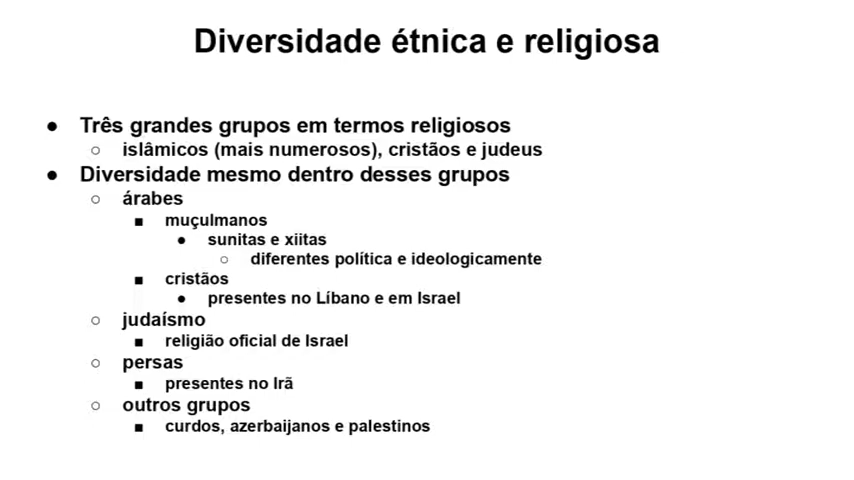 Diversidade étnica e religiosa
● Três grandes grupos em termos religiosos
○ islâmicos (mais numerosos), cristãos e judeus
● Diversidade mesmo dentro desses grupos
○ árabes
■ muçulmanos
● sunitas e xiitas
○ diferentes política e ideologicamente
■ cristãos
● presentes no Líbano e em Israel
○ judaísmo
■ religião oficial de Israel
○ persas
■ presentes no Irã
○ outros grupos
■ curdos, azerbaijanos e palestinos